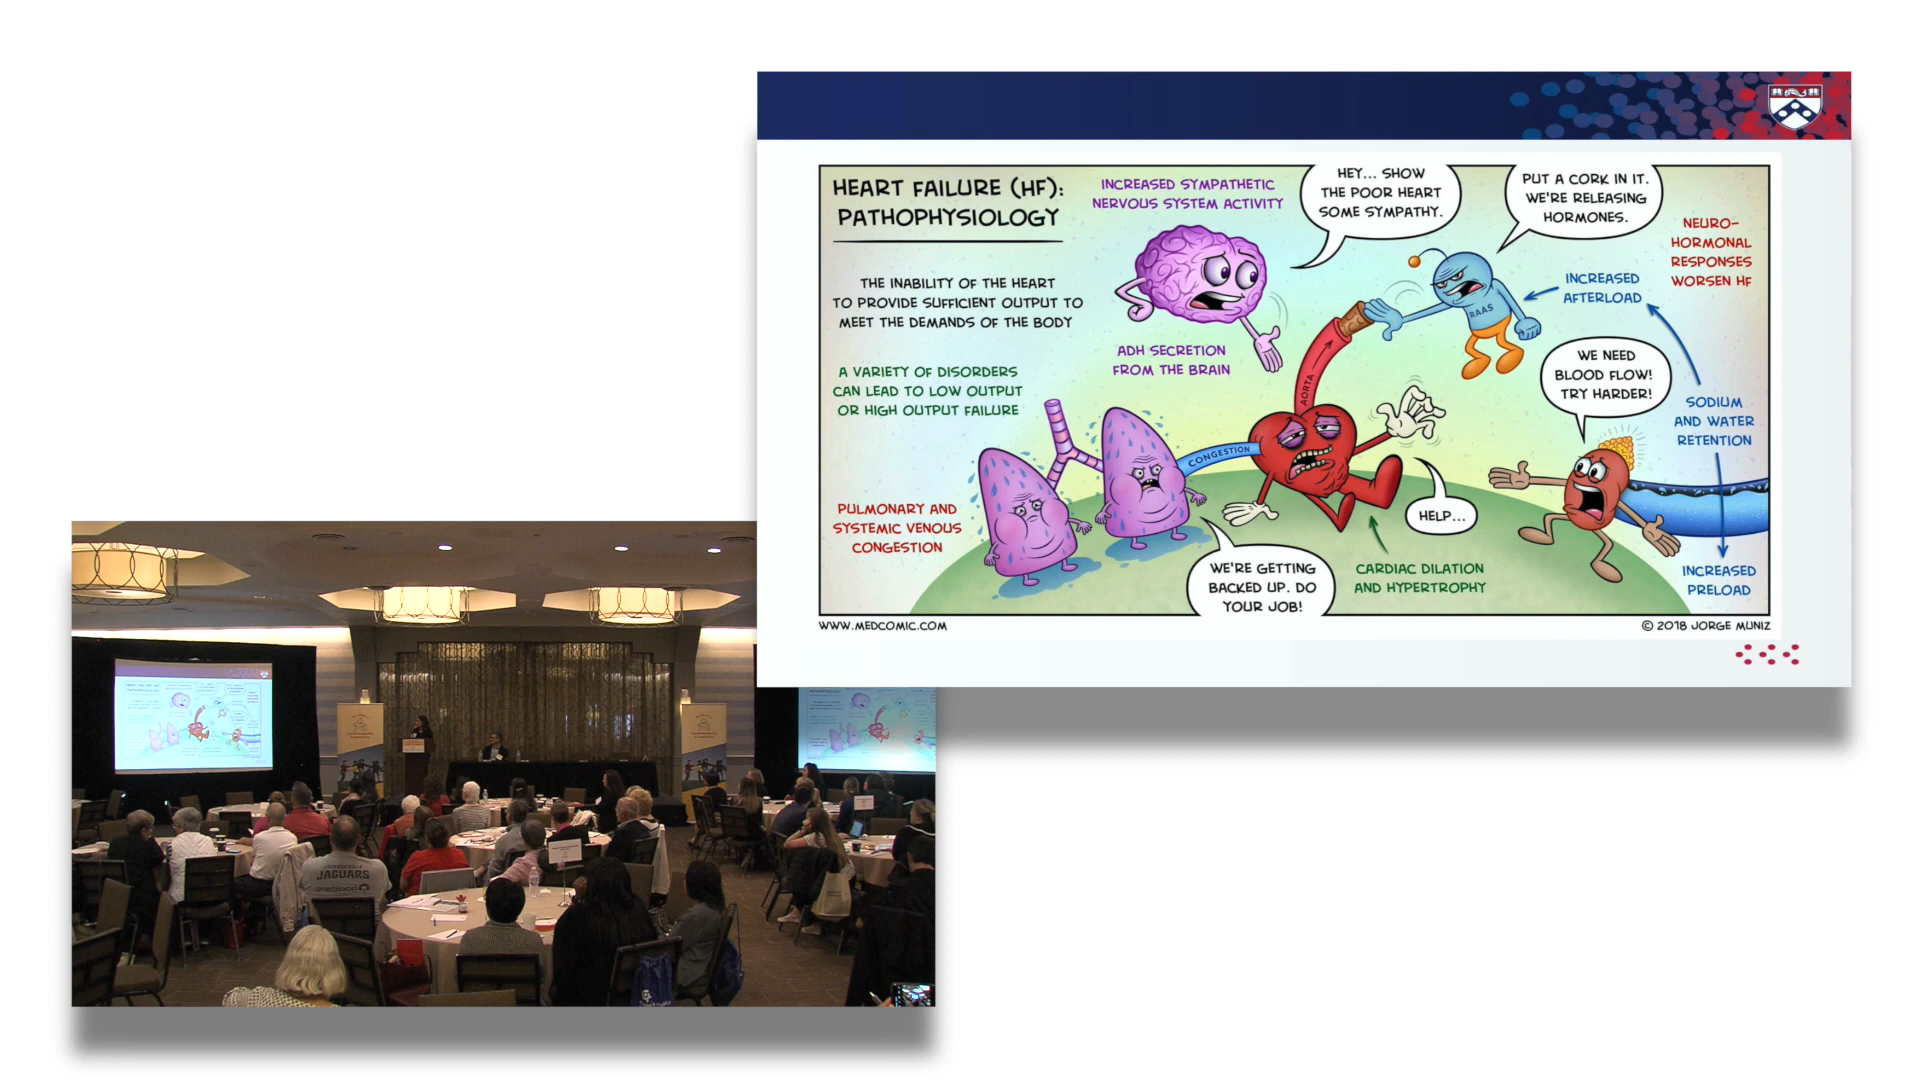 HEART FAILURE (HF):
PATHOPHYSIOLOGY
THE INABILITY OF THE HEART
TO PROVIDE SUFFICIENT OUTPUT TO
MEET THE DEMANDS OF THE BODY
A VARIETY OF DISORDERS
CAN LEAD TO LOW OUTPUT
OR HIGH OUTPUT FAILURE
PULMONARY AND
SYSTEMIC VENOUS
CONGESTION
INCREASED SYMPATHETIC
NERVOUS SYSTEM ACTIVITY
HEY... SHOW
THE POOR HEART
SOME SYMPATHY.
PUT A CORK IN IT.
WE'RE RELEASING
HORMONES.
NEURO-
HORMONAL
RESPONSES
WORSEN HF
INCREASED
AFTERLOAD
RAAS
ADH SECRETION
FROM THE BRAIN
AORTA
WE NEED
BLOOD FLOW!
TRY HARDER!
SODIUM
AND WATER
RETENTION
CONGESTION
HELP...
WE'RE GETTING
BACKED UP. DO
YOUR JOB!
CARDIAC DILATION
AND HYPERTROPHY
INCREASED
PRELOAD
WWW.MEDCOMIC.COM
© 2018 JORGE MUNIZ
JAGUARS
oneblood